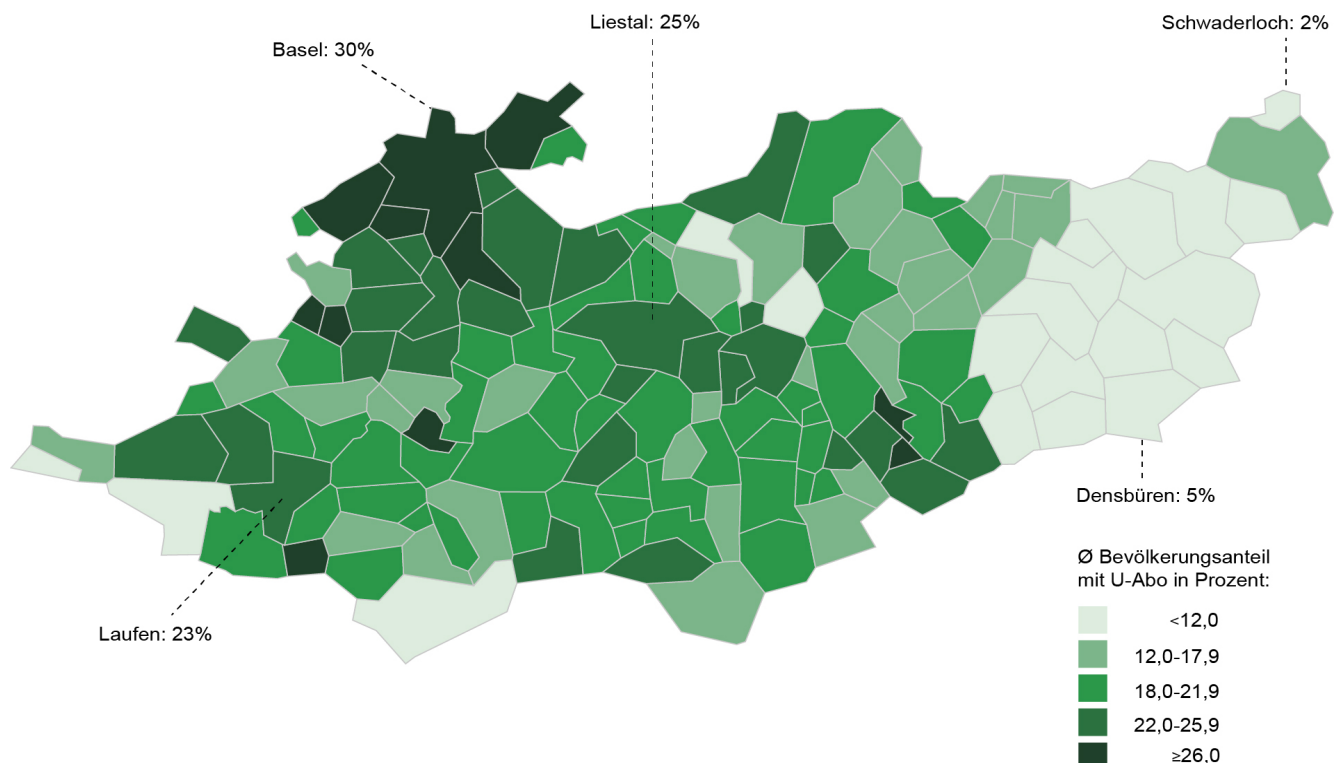 Liestal: 25%
Schwaderloch: 2%
Basel: 30%
Densbüren: 5%
Laufen: 23%
Ø Bevölkerungsanteil
mit U-Abo in Prozent:
<12,0
12,0-17,9
18,0-21,9
22,0-25,9
≥26,0